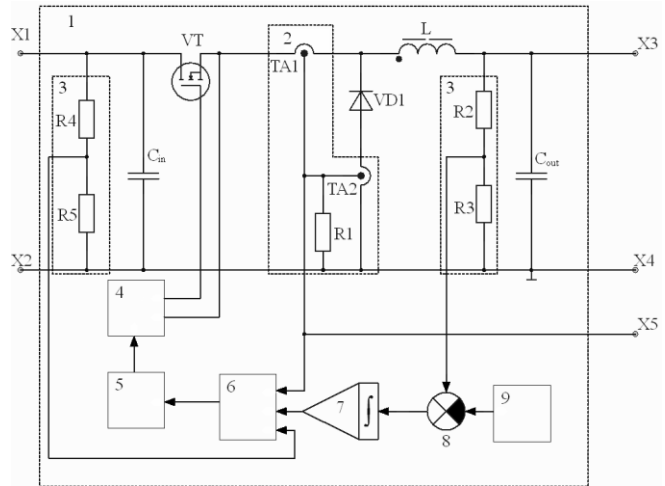 1
X1
VT
2
TA1
L
X3
3
R4
C_in
VD1
3
R2
C_out
R5
TA2
R1
R3
X2
X4
4
X5
5
6
7
∫
8
9